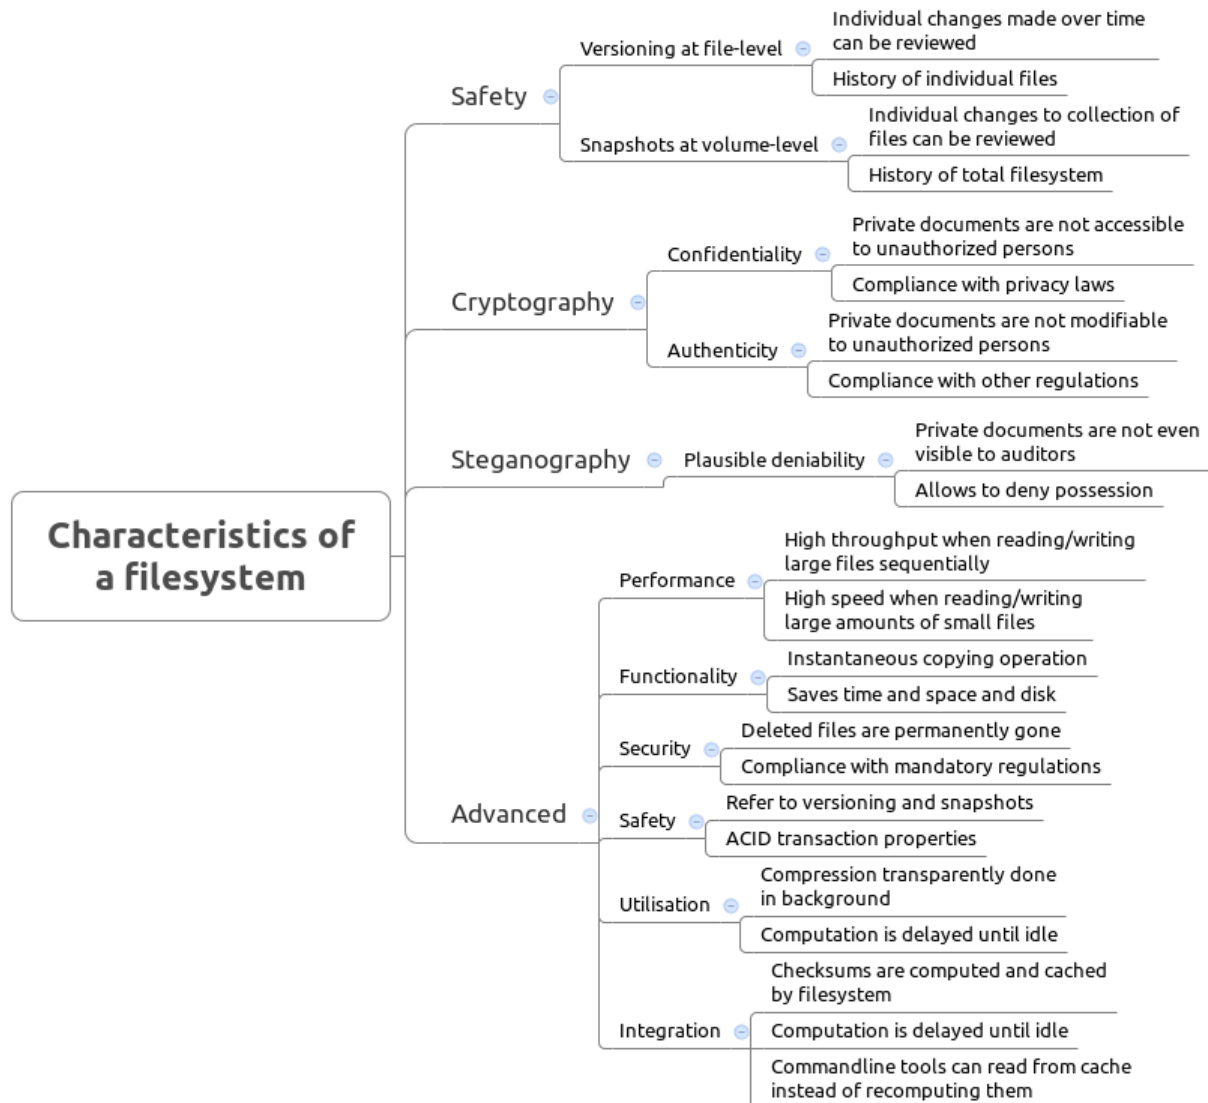 Characteristics of
a filesystem
Safety
Versioning at file-level
Individual changes made over time
can be reviewed
History of individual files
Snapshots at volume-level
Individual changes to collection of
files can be reviewed
History of total filesystem
Cryptography
Confidentiality
Private documents are not accessible
to unauthorized persons
Compliance with privacy laws
Authenticity
Private documents are not modifiable
to unauthorized persons
Compliance with other regulations
Steganography
Plausible deniability
Private documents are not even
visible to auditors
Allows to deny possession
Advanced
Performance
High throughput when reading/writing
large files sequentially
High speed when reading/writing
large amounts of small files
Functionality
Instantaneous copying operation
Saves time and space and disk
Security
Deleted files are permanently gone
Compliance with mandatory regulations
Safety
Refer to versioning and snapshots
ACID transaction properties
Utilisation
Compression transparently done
in background
Computation is delayed until idle
Integration
Checksums are computed and cached
by filesystem
Computation is delayed until idle
Commandline tools can read from cache
instead of recomputing them